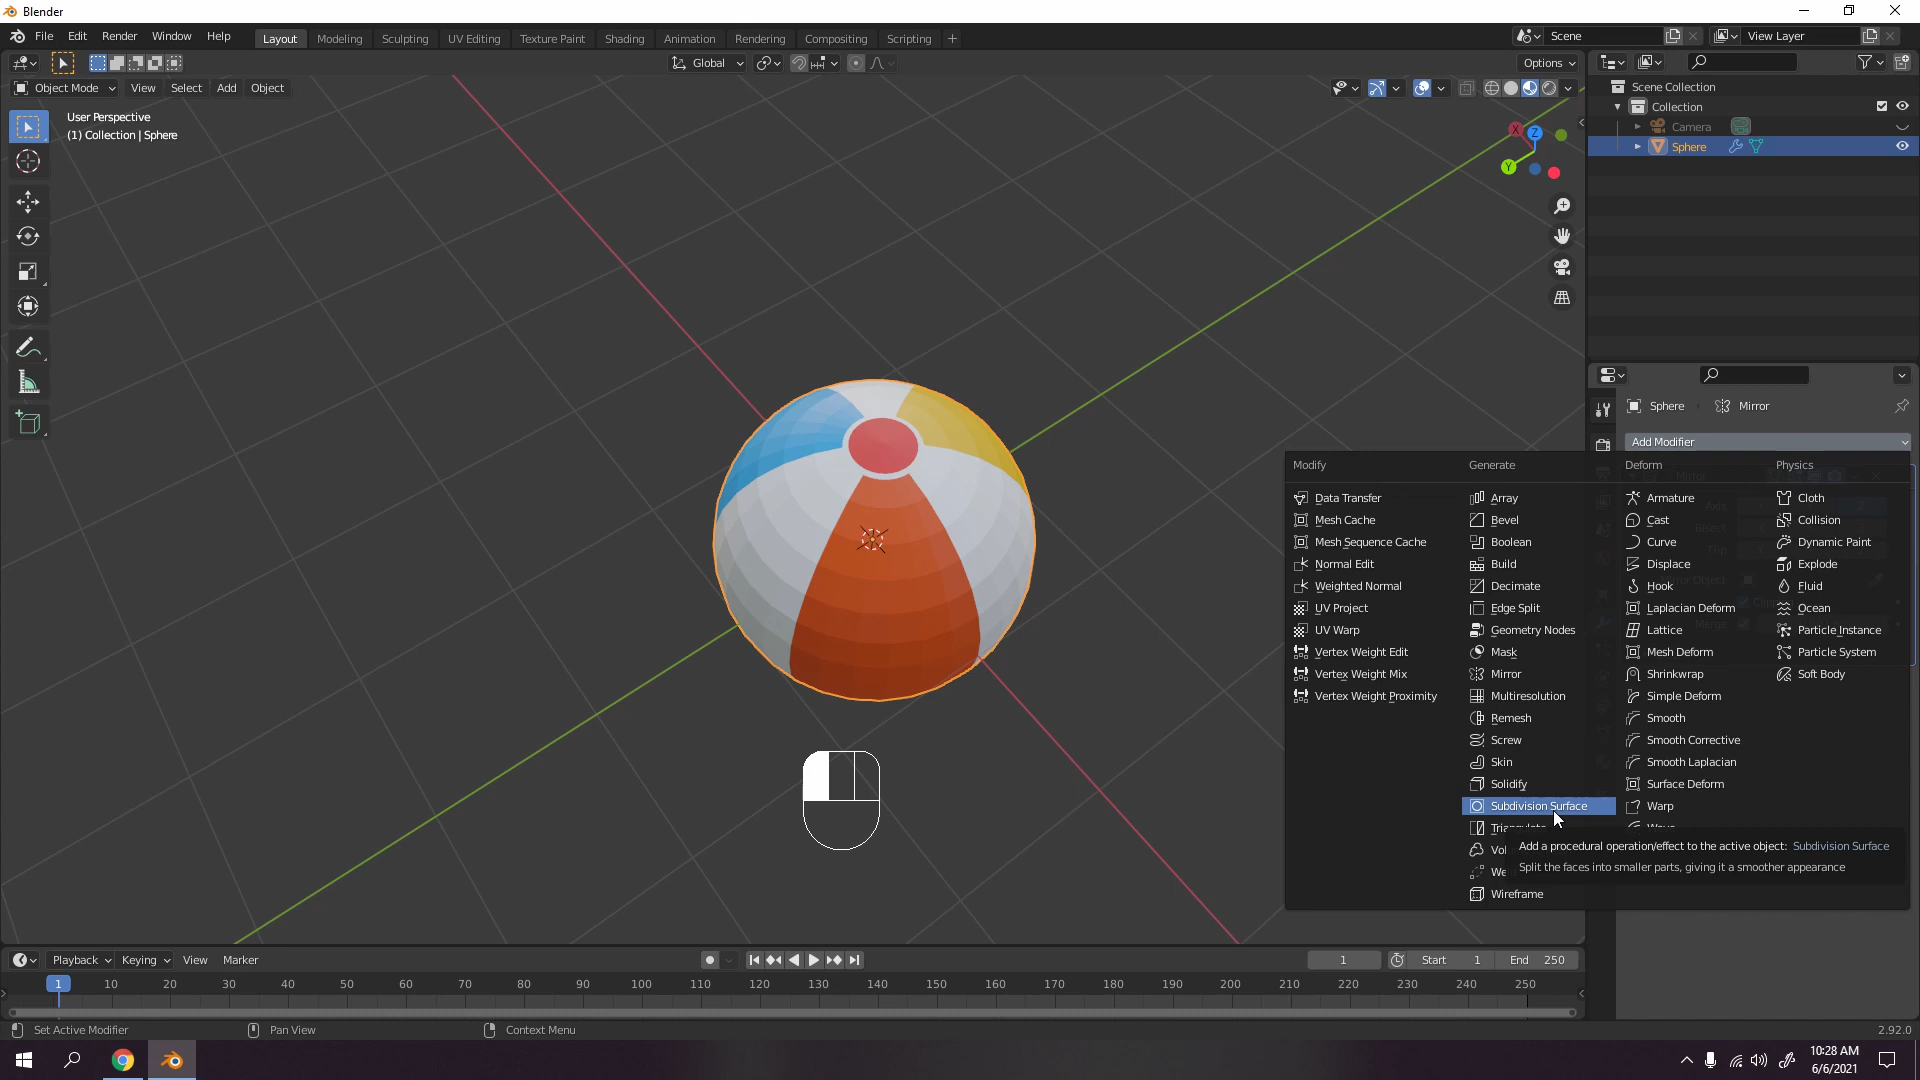 Blender
File Edit Render Window Help
Layout Modeling Sculpting UV Editing Texture Paint Shading Animation Rendering Compositing Scripting +
Scene
View Layer
Global
Options
Object Mode View Select Add Object
User Perspective
(1) Collection | Sphere
X
Y
Z
Scene Collection
Collection
Camera
Sphere
Sphere Mirror
Add Modifier
Modify
Data Transfer
Mesh Cache
Mesh Sequence Cache
Normal Edit
Weighted Normal
UV Project
UV Warp
Vertex Weight Edit
Vertex Weight Mix
Vertex Weight Proximity
Generate
Array
Bevel
Boolean
Build
Decimate
Edge Split
Geometry Nodes
Mask
Mirror
Multiresolution
Remesh
Screw
Skin
Solidify
Subdivision Surface
Wireframe
Deform
Armature
Cast
Curve
Displace
Hook
Laplacian Deform
Lattice
Mesh Deform
Shrinkwrap
Simple Deform
Smooth
Smooth Corrective
Smooth Laplacian
Surface Deform
Warp
Physics
Cloth
Collision
Dynamic Paint
Explode
Fluid
Ocean
Particle Instance
Particle System
Soft Body
Add a procedural operation/effect to the active object: Subdivision Surface
Split the faces into smaller parts, giving it a smoother appearance
Playback Keying View Marker
1
Start 1
End 250
1 10 20 30 40 50 60 70 80 90 100 110 120 130 140 150 160 170 180 190 200 210 220 230 240 250
Set Active Modifier
Pan View
Context Menu
2.92.0
10:28 AM
6/6/2021